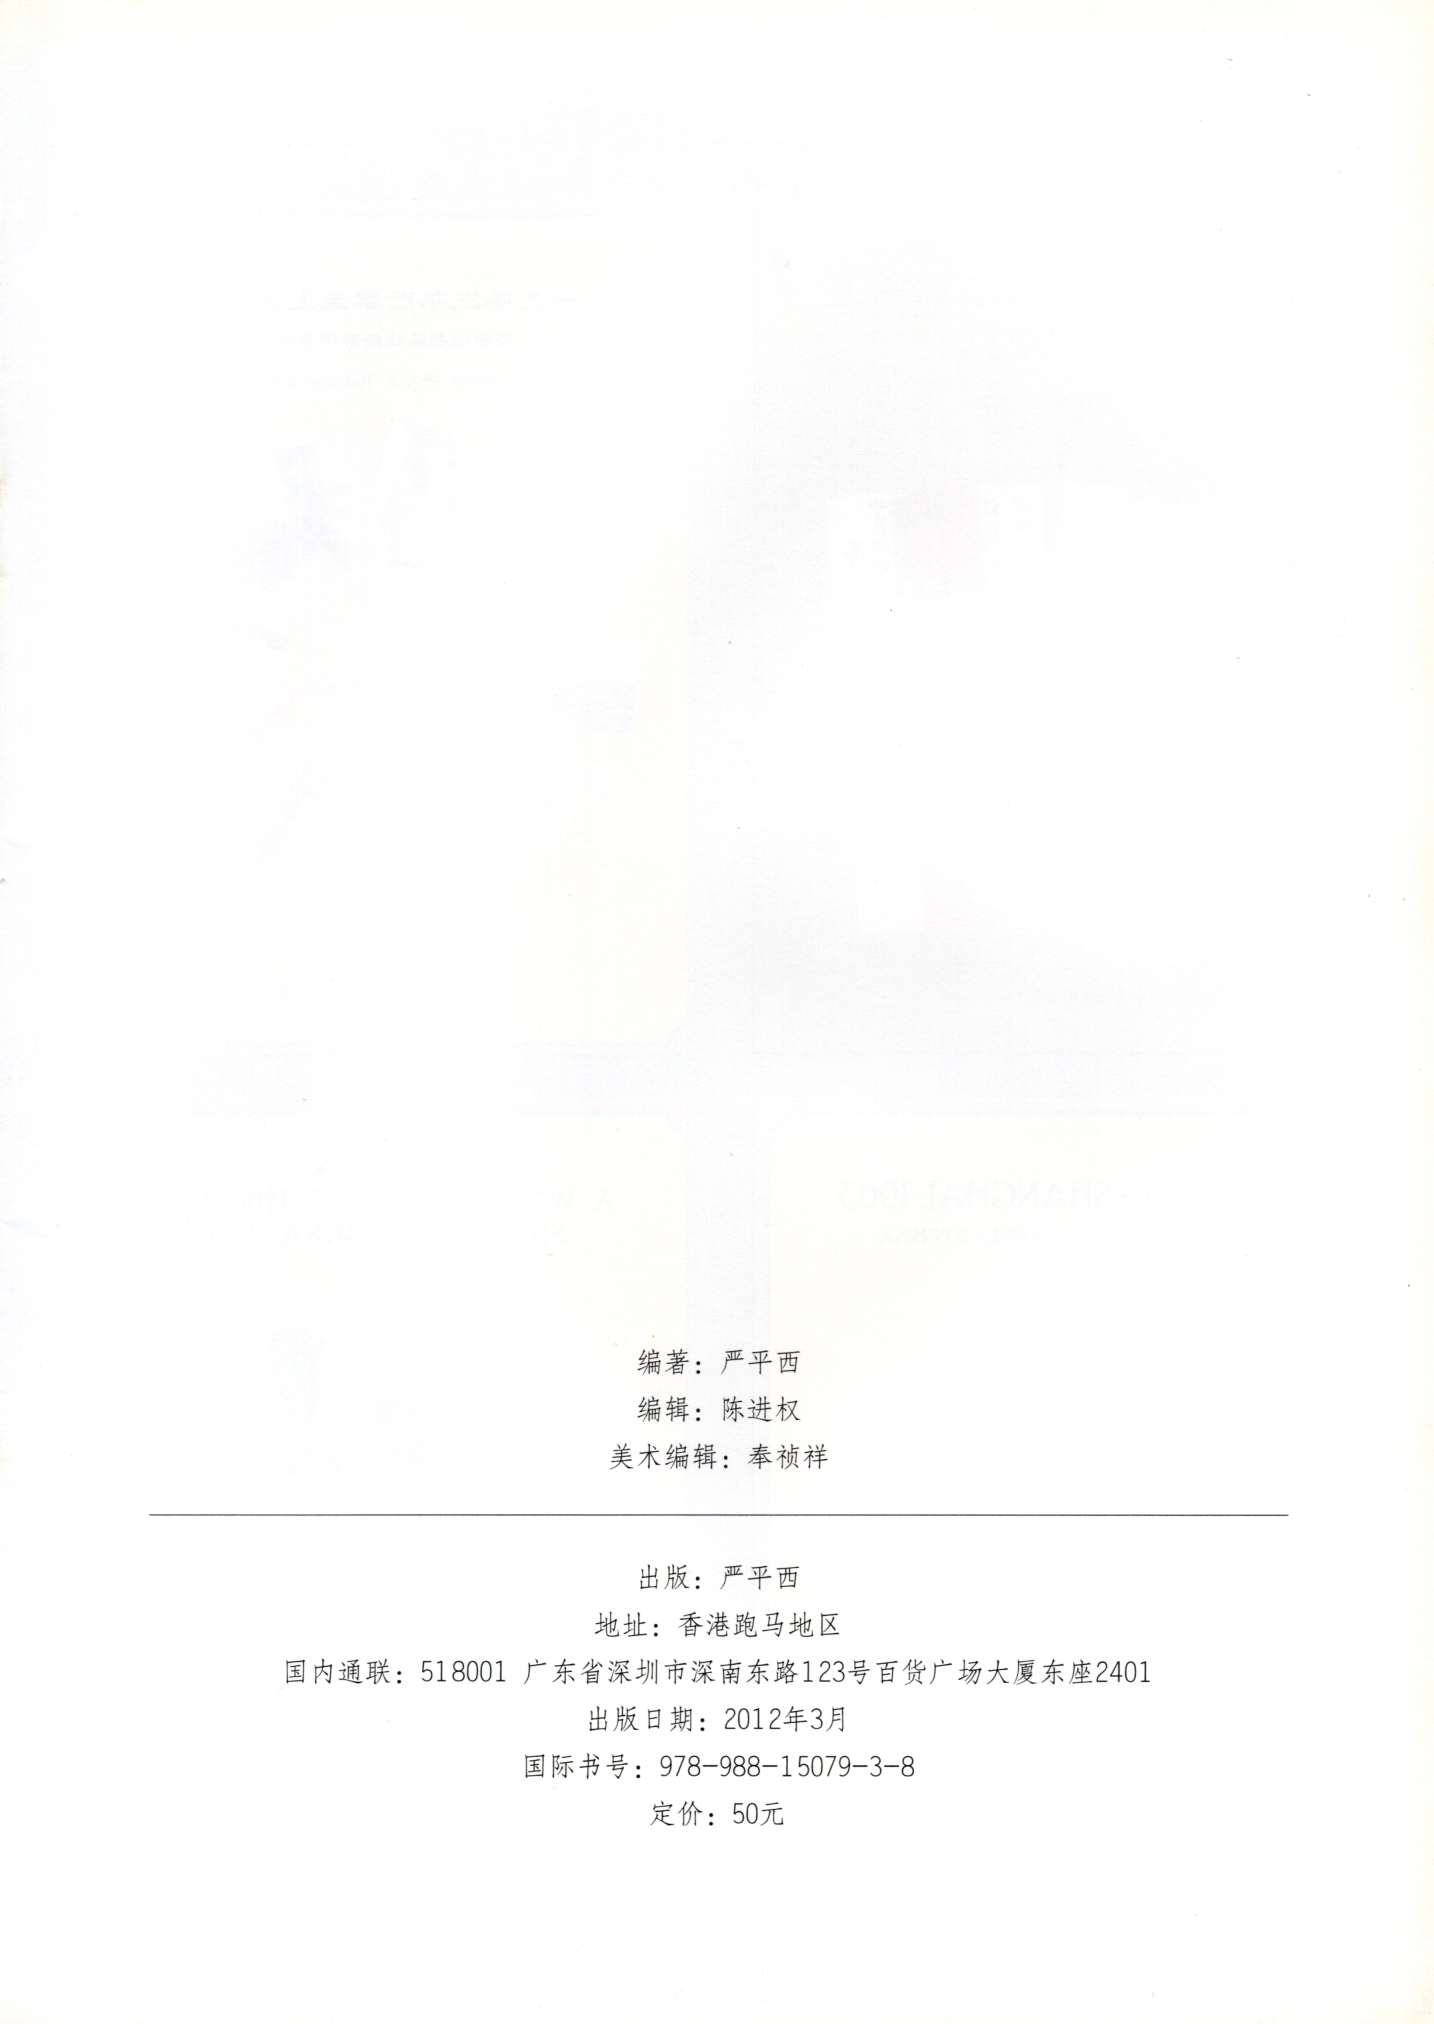 编著：严平西
编辑：陈进权
美术编辑：奉祯祥
出版：严平西
地址：香港跑马地区
国内通联：518001 广东省深圳市深南东路123号百货广场大厦东座2401
出版日期：2012年3月
国际书号：978-988-15079-3-8
定价：50元